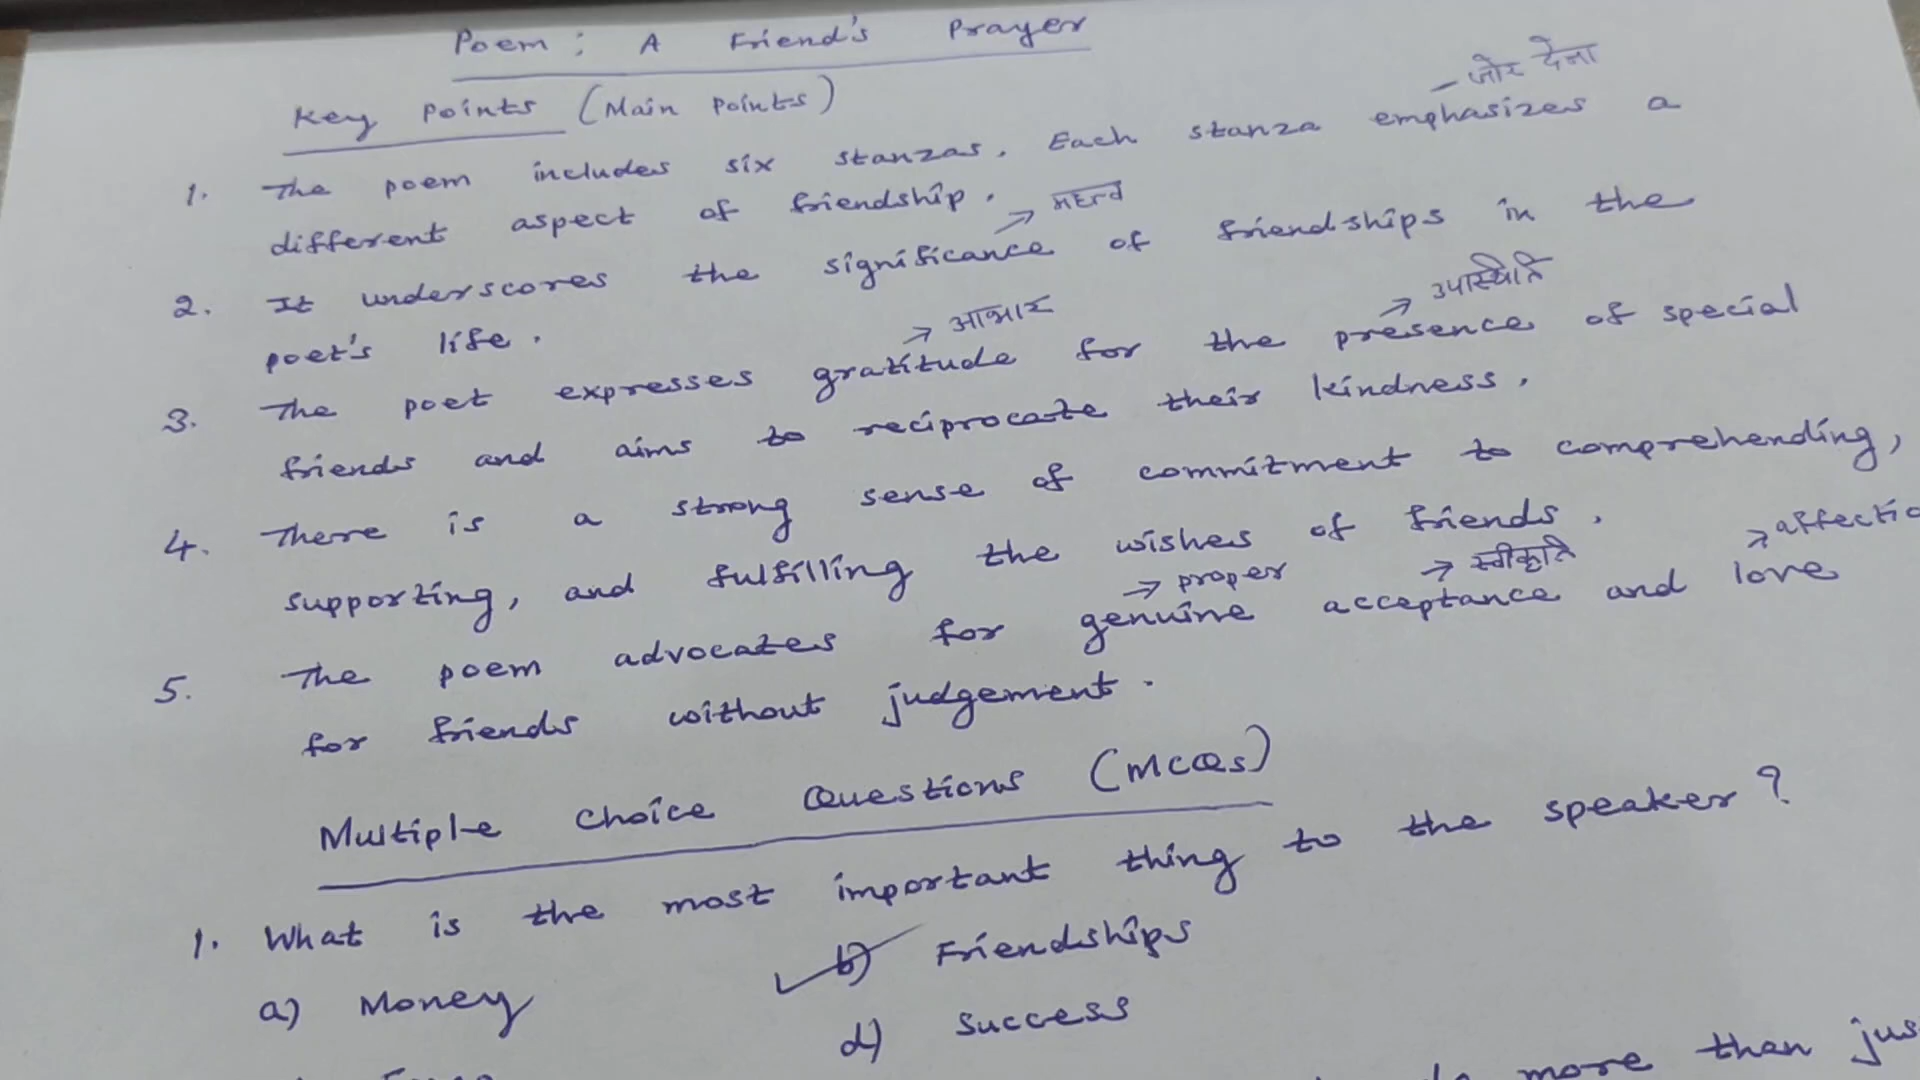 Poem : A Friend's Prayer
Key Points (Main Points)
- जोर देना
1. The poem includes six stanzas. Each stanza emphasizes a
different aspect of friendship.
→ महत्व
2. It underscores the significance of friendships in the
poet's life.
→ आभार → उपस्थिति
3. The poet expresses gratitude for the presence of special
friends and aims to reciprocate their kindness.
4. There is a strong sense of commitment to comprehending,
supporting, and fulfilling the wishes of friends.
→ proper → स्वीकृति → affectio
5. The poem advocates for genuine acceptance and love
for friends without judgement.
Multiple Choice Questions (MCQs)
1. What is the most important thing to the speaker?
a) Money b) Friendships
d) Success
more than jus